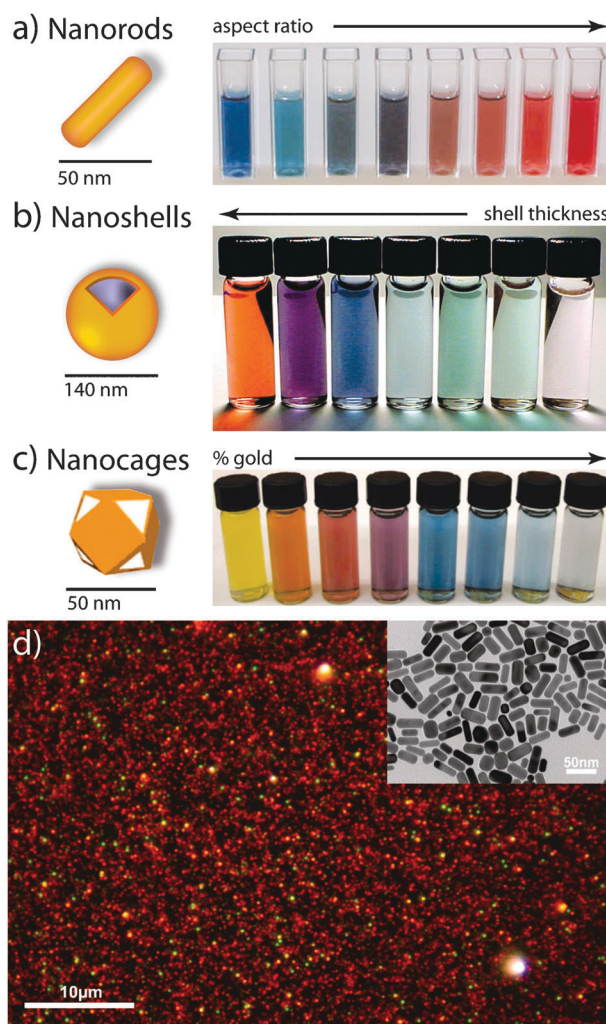 a) Nanorods
aspect ratio
50 nm
b) Nanoshells
shell thickness
140 nm
c) Nanocages
% gold
50 nm
d)
50nm
10µm